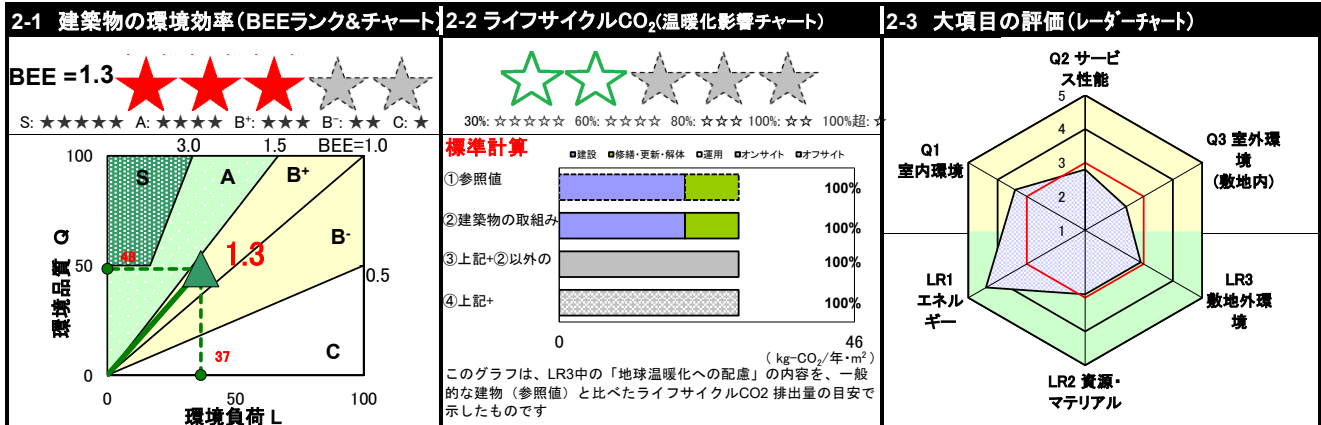 2-1 建築物の環境効率(BEEランク&チャート)
BEE = 1.3
S: ★★★★★ A: ★★★★ B⁺: ★★★ B⁻: ★★ C: ★
3.0 1.5 BEE=1.0
100
S
A
B⁺
B⁻
0.5
C
50
48
1.3
37
0
0 50 100
環境品質 Q
環境負荷 L
2-2 ライフサイクルCO₂(温暖化影響チャート)
30%: ☆☆☆☆☆ 60%: ☆☆☆☆ 80%: ☆☆☆ 100%: ☆☆ 100%超: ☆
標準計算
■建設 ■修繕・更新・解体 ■運用 ■オンサイト ■オフサイト
①参照値 100%
②建築物の取組み 100%
③上記+②以外の 100%
④上記+ 100%
0 46
( kg-CO₂/年・m² )
このグラフは、LR3中の「地球温暖化への配慮」の内容を、一般
的な建物(参照値)と比べたライフサイクルCO2 排出量の目安で
示したものです
2-3 大項目の評価(レーダーチャート)
Q2 サービ
ス性能
5
4
3
2
1
Q1
室内環境
Q3 室外環
境
(敷地内)
LR1
エネル
ギー
LR3
敷地外環
境
LR2 資源・
マテリアル